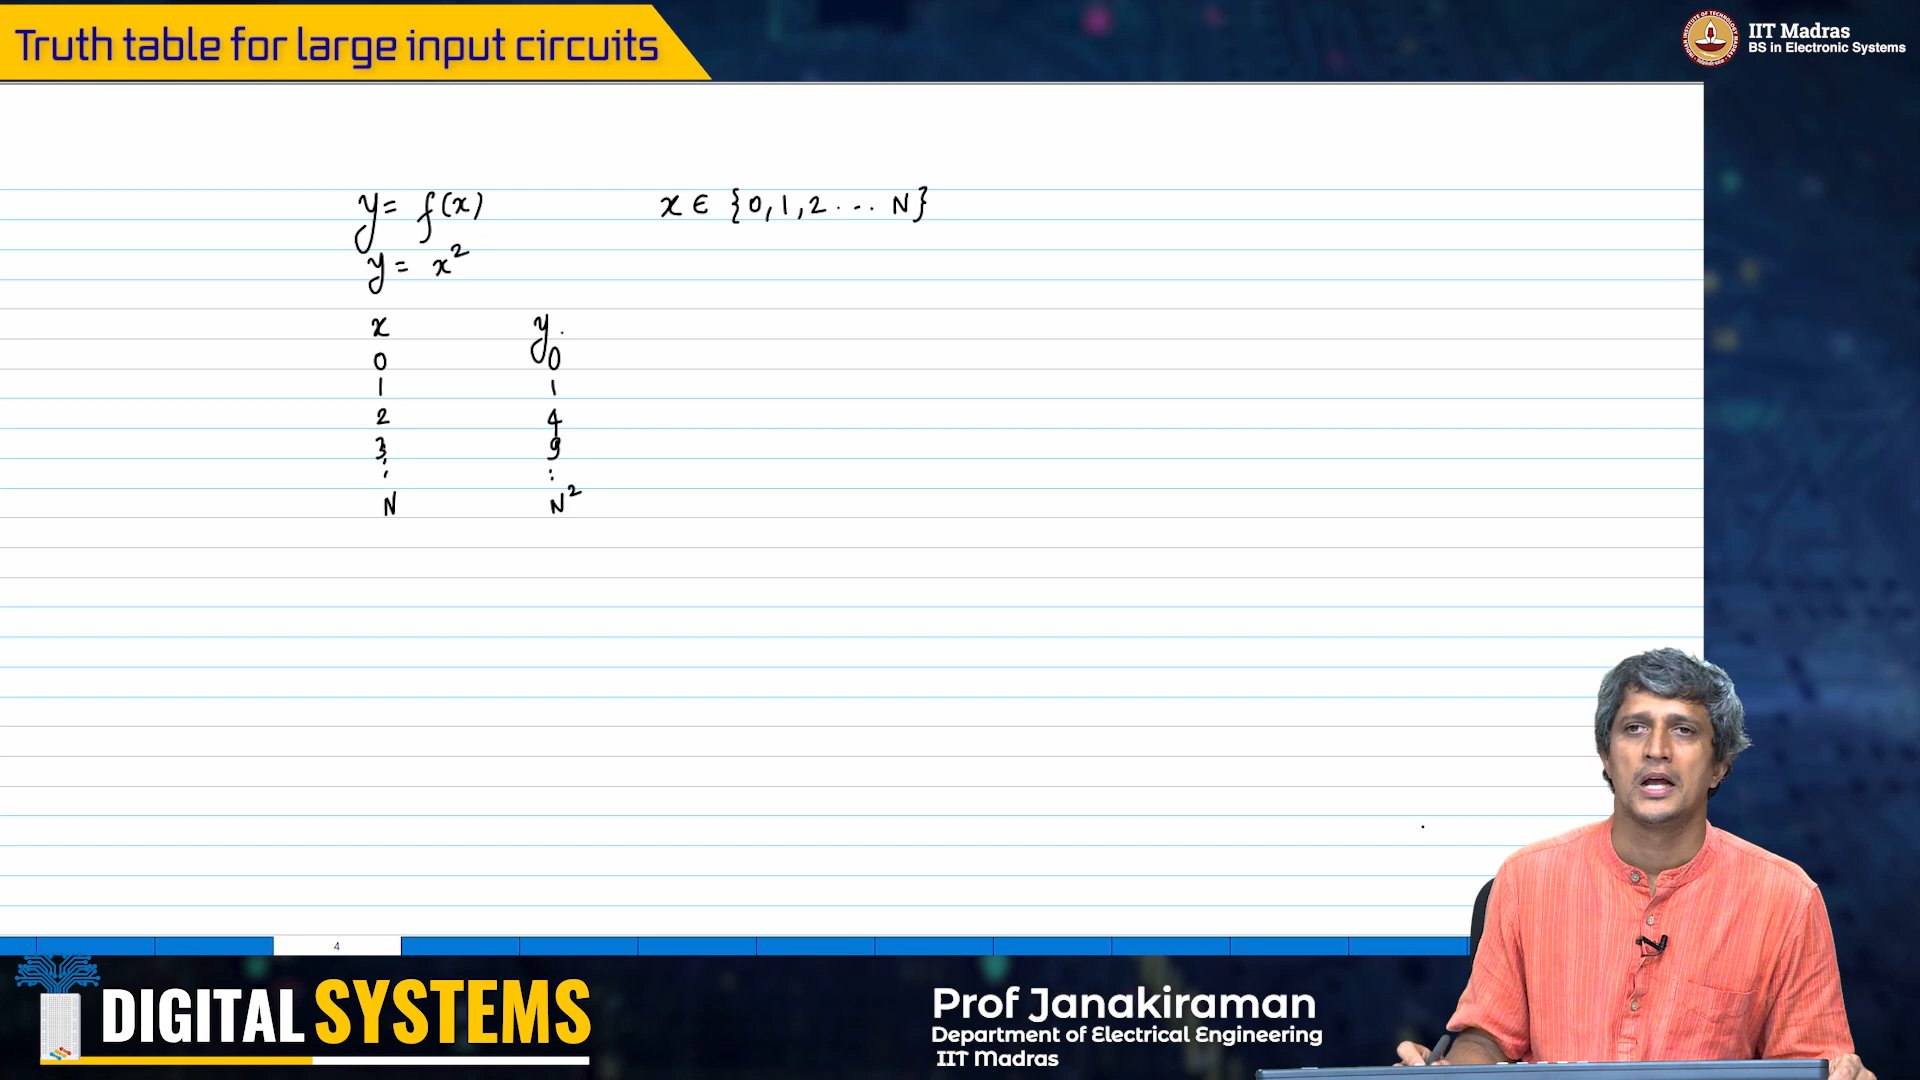 Truth table for large input circuits
IIT Madras
BS in Electronic Systems
y = f(x) x ∈ {0, 1, 2 ... N}
y = x²
x y
0 0
1 1
2 4
3 9
: :
N N²
4
DIGITAL SYSTEMS
Prof Janakiraman
Department of Electrical Engineering
IIT Madras